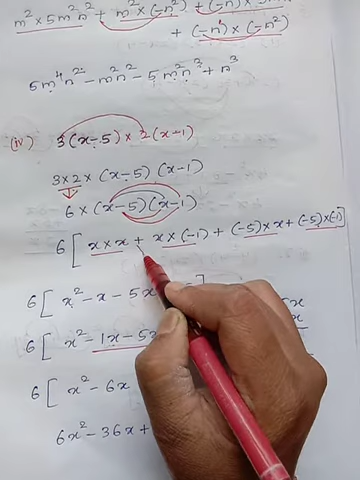 m² × 5m²n² + m² × (-n²) + (-n) × 5m
+ (-n) × (-n²)
5m⁴n² - m²n² - 5m²n³ + n³
(iv) 3(x-5) × 2(x-1)
3×2 × (x-5) (x-1)
6 × (x-5)(x-1)
6 [ x × x + x × (-1) + (-5) × x + (-5) × (-1)
6 [ x² - x - 5x
6 [ x² - 1x - 5x
6 [ x² - 6x
6x² - 36x +